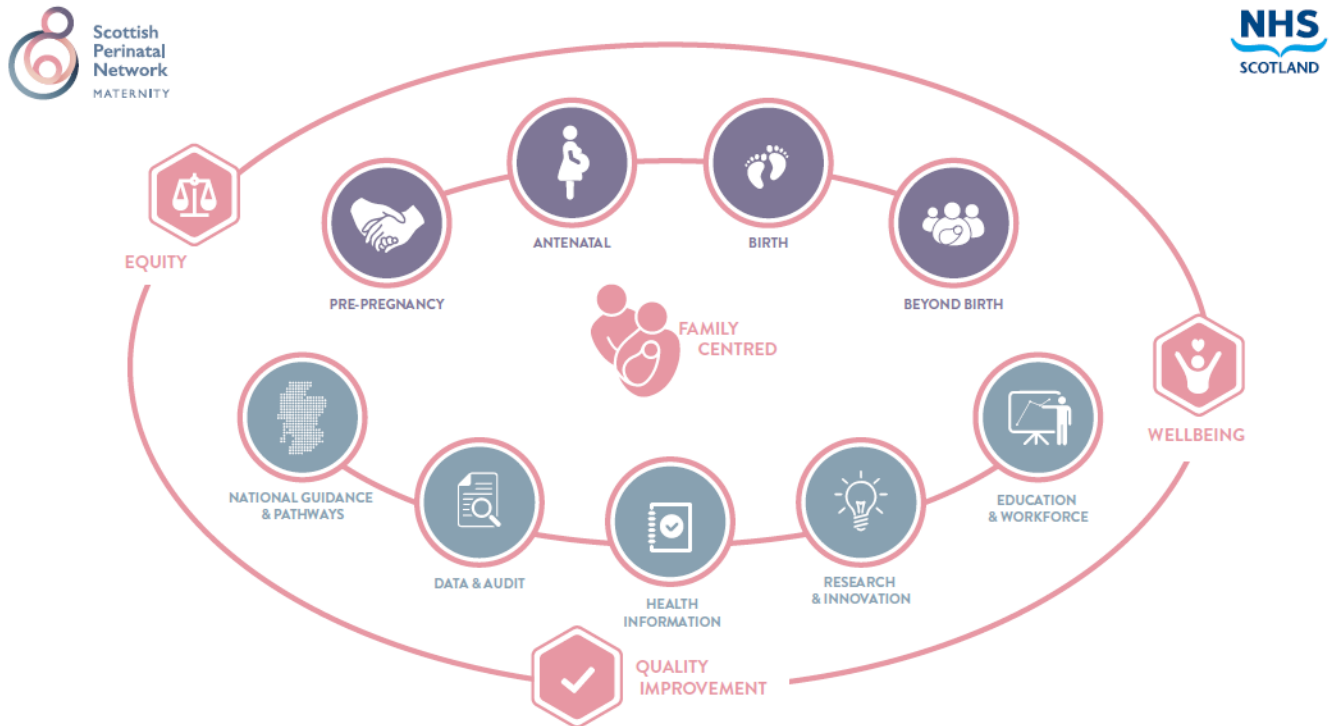 Scottish
Perinatal
Network
MATERNITY
NHS
SCOTLAND
EQUITY
PRE-PREGNANCY
ANTENATAL
BIRTH
BEYOND BIRTH
FAMILY
CENTRED
WELLBEING
NATIONAL GUIDANCE
& PATHWAYS
DATA & AUDIT
HEALTH
INFORMATION
RESEARCH
& INNOVATION
EDUCATION
& WORKFORCE
QUALITY
IMPROVEMENT